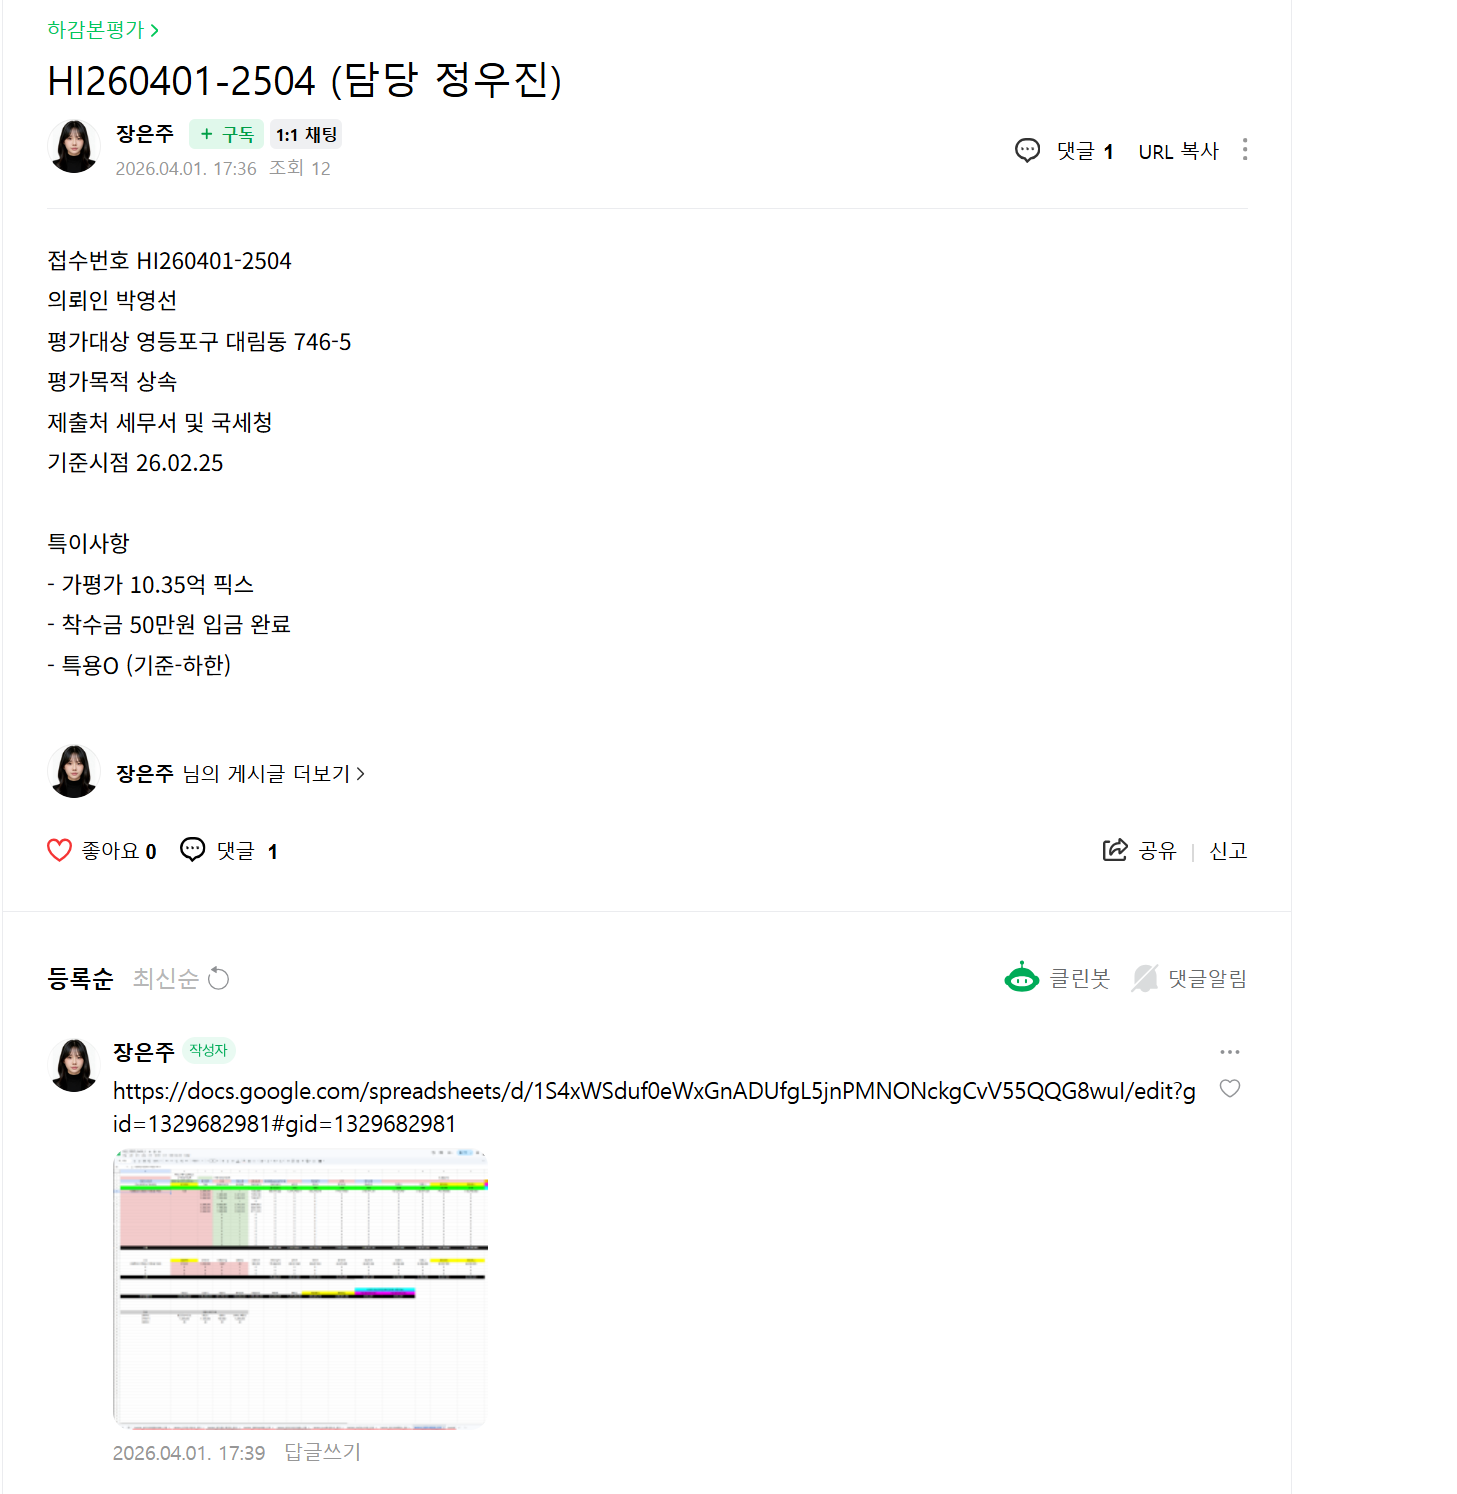 하감본평가 >
HI260401-2504 (담당 정우진)
장은주 + 구독 1:1 채팅
2026.04.01. 17:36 조회 12
댓글 1 URL 복사
접수번호 HI260401-2504
의뢰인 박영선
평가대상 영등포구 대림동 746-5
평가목적 상속
제출처 세무서 및 국세청
기준시점 26.02.25
특이사항
- 가평가 10.35억 픽스
- 착수금 50만원 입금 완료
- 특용O (기준-하한)
장은주 님의 게시글 더보기 >
좋아요 0 댓글 1
공유 | 신고
등록순 최신순
클린봇 댓글알림
장은주 작성자
https://docs.google.com/spreadsheets/d/1S4xWSduf0eWxGnADUfgL5jnPMNONckgCvV55QQG8wuI/edit?g
id=1329682981#gid=1329682981
2026.04.01. 17:39 답글쓰기